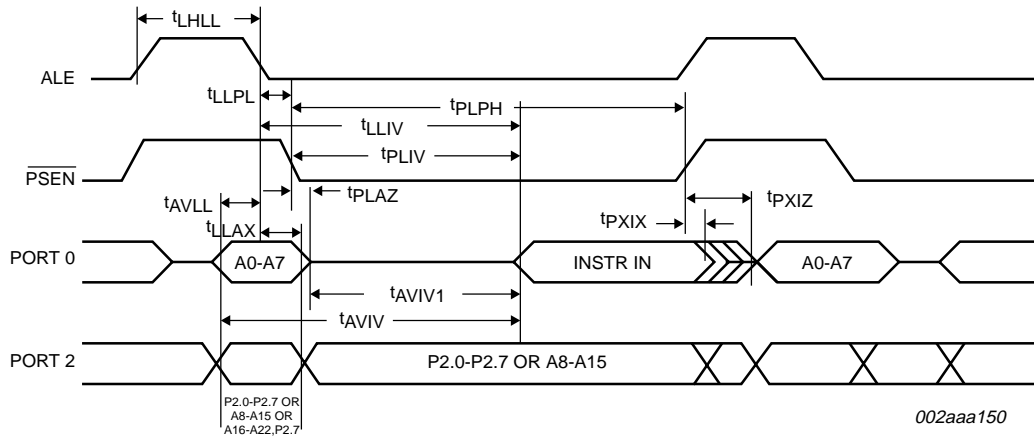 tLHLL
ALE
tLLPL
tPLPH
tLLIV
tPLIV
PSEN
tPLAZ
tAVLL
tPXIZ
tLLAX
tPXIX
PORT 0
A0-A7
INSTR IN
A0-A7
tAVIV1
tAVIV
PORT 2
P2.0-P2.7 OR A8-A15
P2.0-P2.7 OR
A8-A15 OR
A16-A22,P2.7
002aaa150